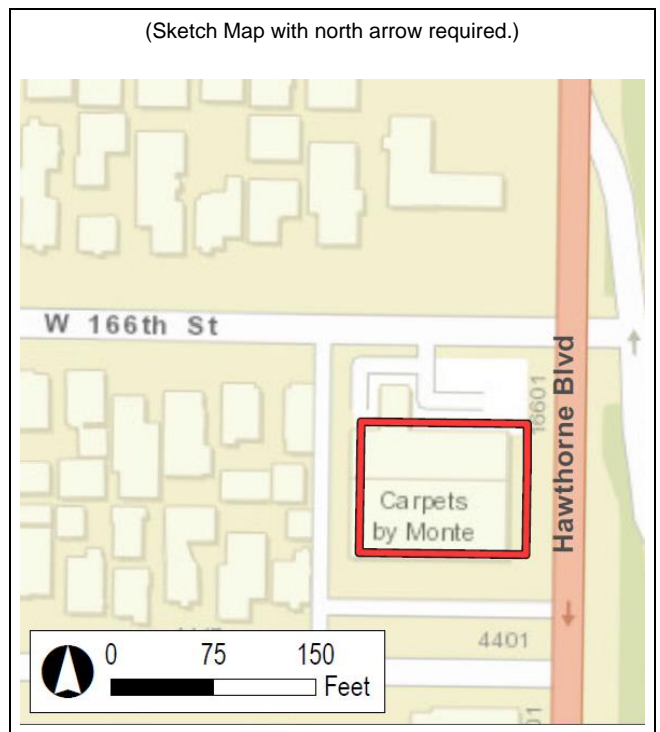 (Sketch Map with north arrow required.)
W 166th St
16601
Hawthorne Blvd
Carpets
by Monte
4401
0 75 150
Feet